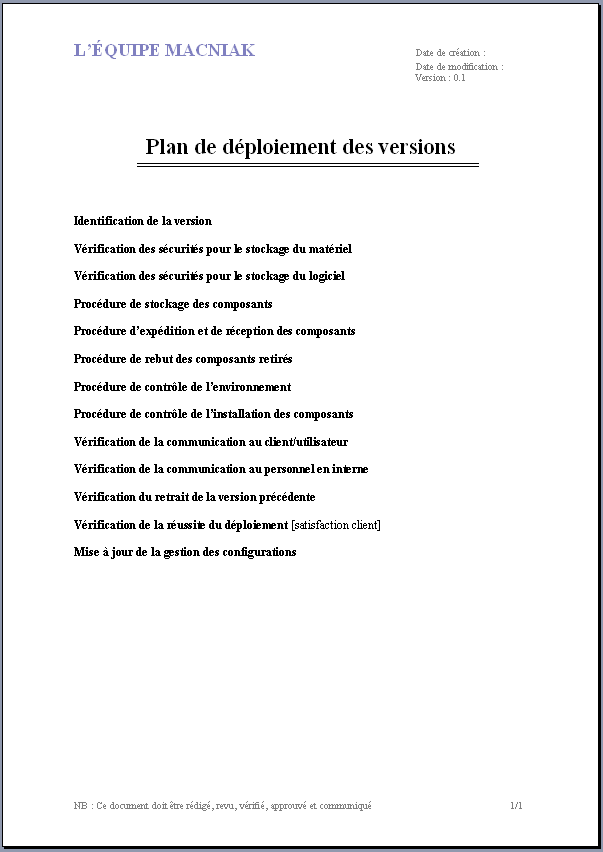 L’ÉQUIPE MACNIAK
Date de création :
Date de modification :
Version : 0.1
Plan de déploiement des versions
Identification de la version
Vérification des sécurités pour le stockage du matériel
Vérification des sécurités pour le stockage du logiciel
Procédure de stockage des composants
Procédure d’expédition et de réception des composants
Procédure de rebut des composants retirés
Procédure de contrôle de l’environnement
Procédure de contrôle de l’installation des composants
Vérification de la communication au client/utilisateur
Vérification de la communication au personnel en interne
Vérification du retrait de la version précédente
Vérification de la réussite du déploiement [satisfaction client]
Mise à jour de la gestion des configurations
NB : Ce document doit être rédigé, revu, vérifié, approuvé et communiqué
1/1